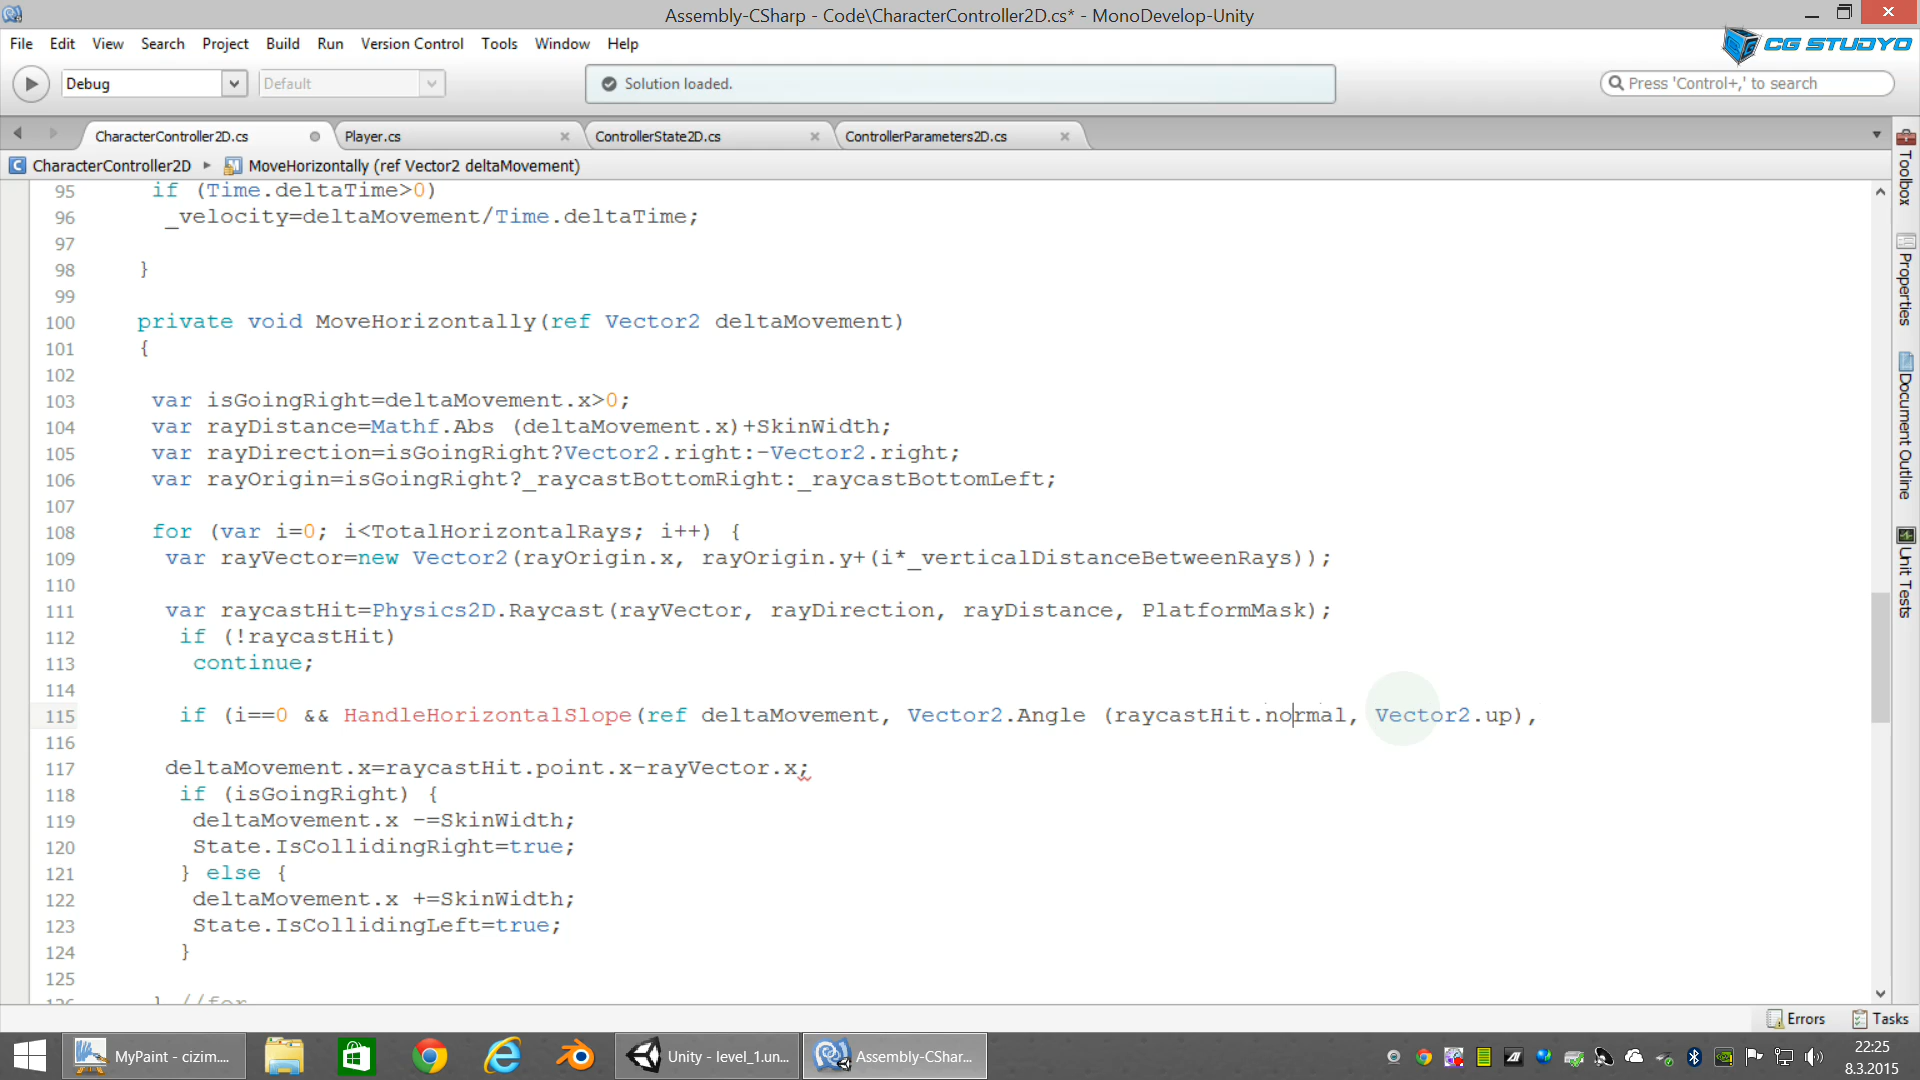 Assembly-CSharp - Code\CharacterController2D.cs* - MonoDevelop-Unity
File Edit View Search Project Build Run Version Control Tools Window Help
CG STUDYO
Debug
Default
Solution loaded.
Press 'Control+,' to search
CharacterController2D.cs
Player.cs
ControllerState2D.cs
ControllerParameters2D.cs
CharacterController2D
MoveHorizontally (ref Vector2 deltaMovement)
95 if (Time.deltaTime>0)
96 _velocity=deltaMovement/Time.deltaTime;
97
98 }
99
100 private void MoveHorizontally(ref Vector2 deltaMovement)
101 {
102
103 var isGoingRight=deltaMovement.x>0;
104 var rayDistance=Mathf.Abs (deltaMovement.x)+SkinWidth;
105 var rayDirection=isGoingRight?Vector2.right:-Vector2.right;
106 var rayOrigin=isGoingRight?_raycastBottomRight:_raycastBottomLeft;
107
108 for (var i=0; i<TotalHorizontalRays; i++) {
109 var rayVector=new Vector2(rayOrigin.x, rayOrigin.y+(i*_verticalDistanceBetweenRays));
110
111 var raycastHit=Physics2D.Raycast(rayVector, rayDirection, rayDistance, PlatformMask);
112 if (!raycastHit)
113 continue;
114
115 if (i==0 && HandleHorizontalSlope(ref deltaMovement, Vector2.Angle (raycastHit.normal, Vector2.up),
116
117 deltaMovement.x=raycastHit.point.x-rayVector.x;
118 if (isGoingRight) {
119 deltaMovement.x -=SkinWidth;
120 State.IsCollidingRight=true;
121 } else {
122 deltaMovement.x +=SkinWidth;
123 State.IsCollidingLeft=true;
124 }
125
126 } //for
Toolbox
Properties
Document Outline
Unit Tests
Errors
Tasks
MyPaint - cizim....
Unity - level_1.un...
Assembly-CShar...
22:25
8.3.2015